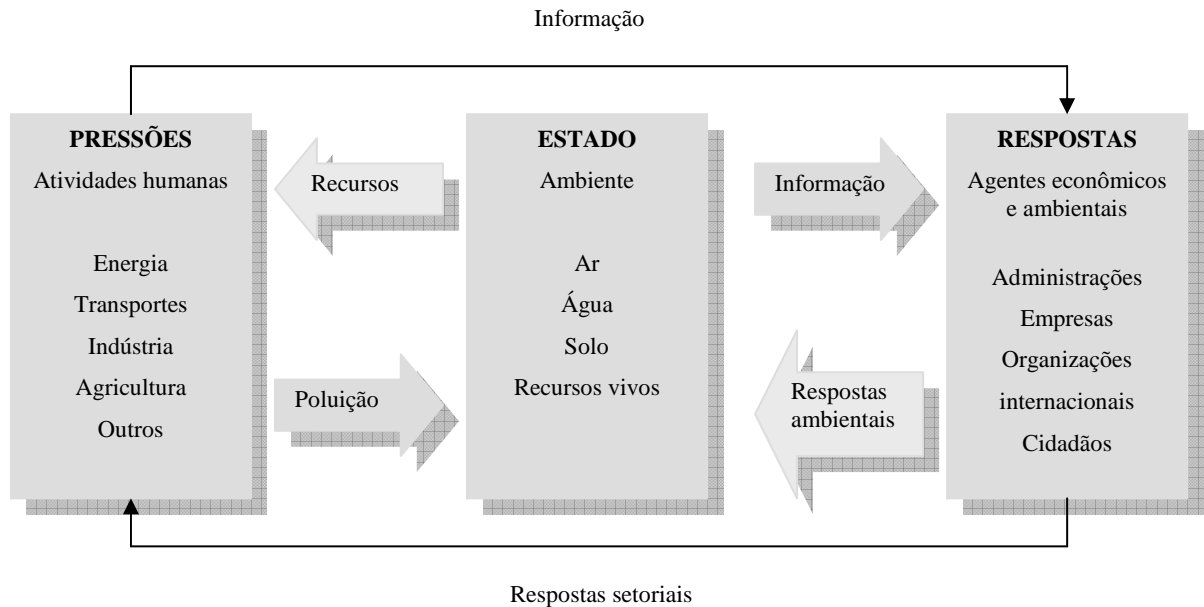 Informação
PRESSÕES
Atividades humanas
Energia
Transportes
Indústria
Agricultura
Outros
Recursos
Poluição
ESTADO
Ambiente
Ar
Água
Solo
Recursos vivos
Informação
Respostas
ambientais
RESPOSTAS
Agentes econômicos
e ambientais
Administrações
Empresas
Organizações
internacionais
Cidadãos
Respostas setoriais